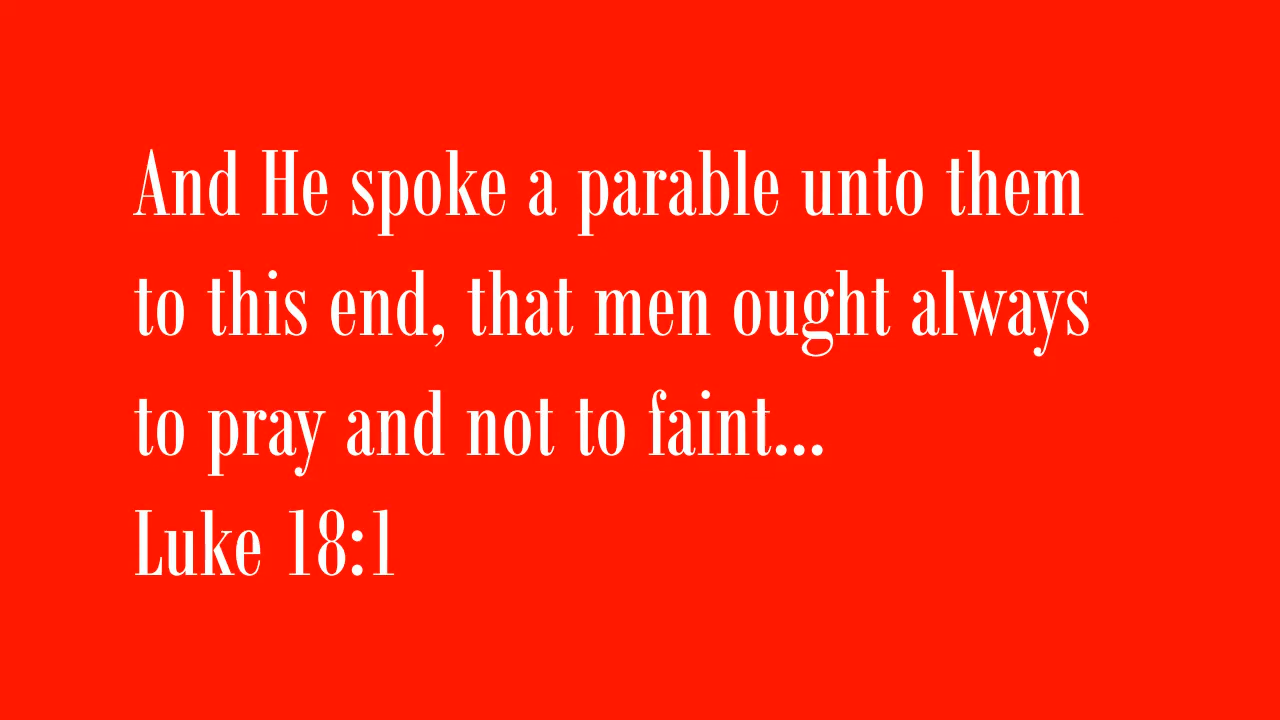 And He spoke a parable unto them
to this end, that men ought always
to pray and not to faint...
Luke 18:1